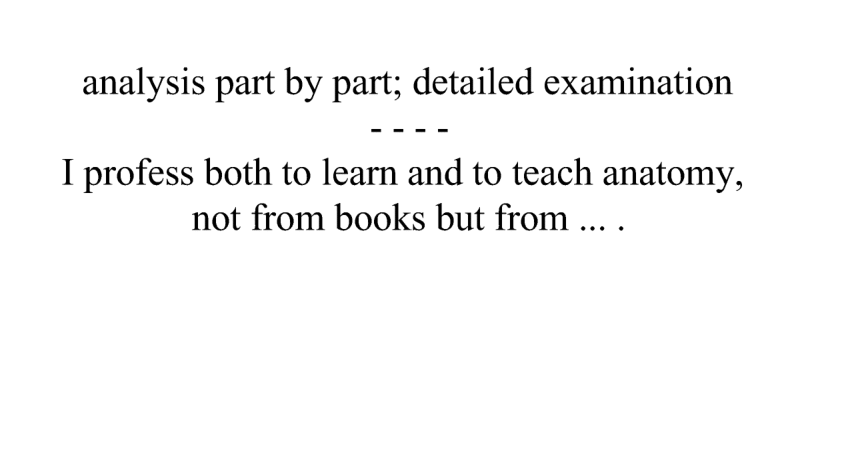 analysis part by part; detailed examination
- - - -
I profess both to learn and to teach anatomy,
not from books but from ... .